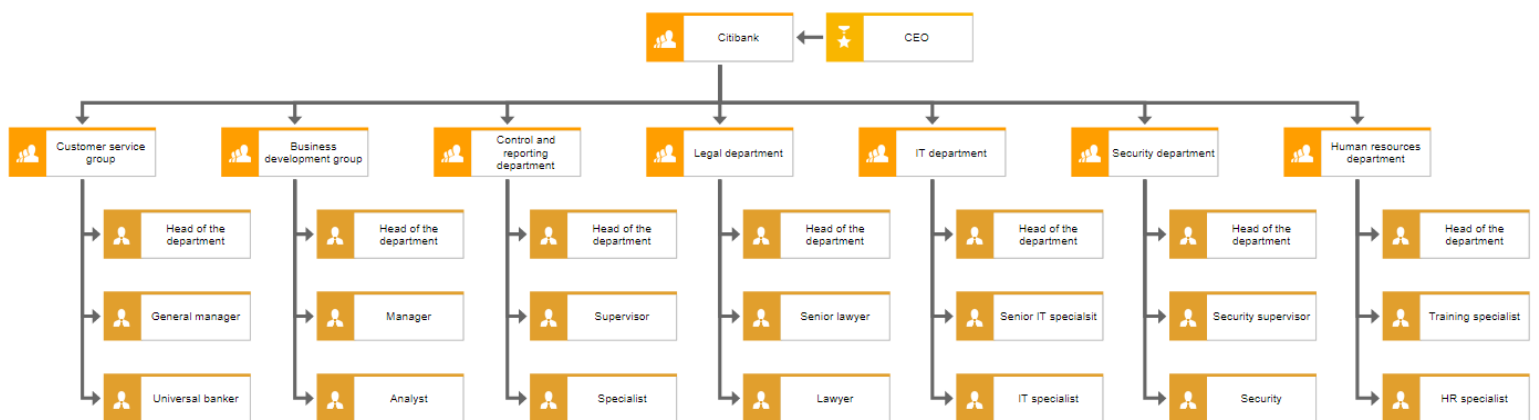 Citibank
CEO
Customer service
group
Business
development group
Control and
reporting
department
Legal department
IT department
Security department
Human resources
department
Head of the
department
Head of the
department
Head of the
department
Head of the
department
Head of the
department
Head of the
department
Head of the
department
General manager
Manager
Supervisor
Senior lawyer
Senior IT specialsit
Security supervisor
Training specialist
Universal banker
Analyst
Specialist
Lawyer
IT specialist
Security
HR specialist